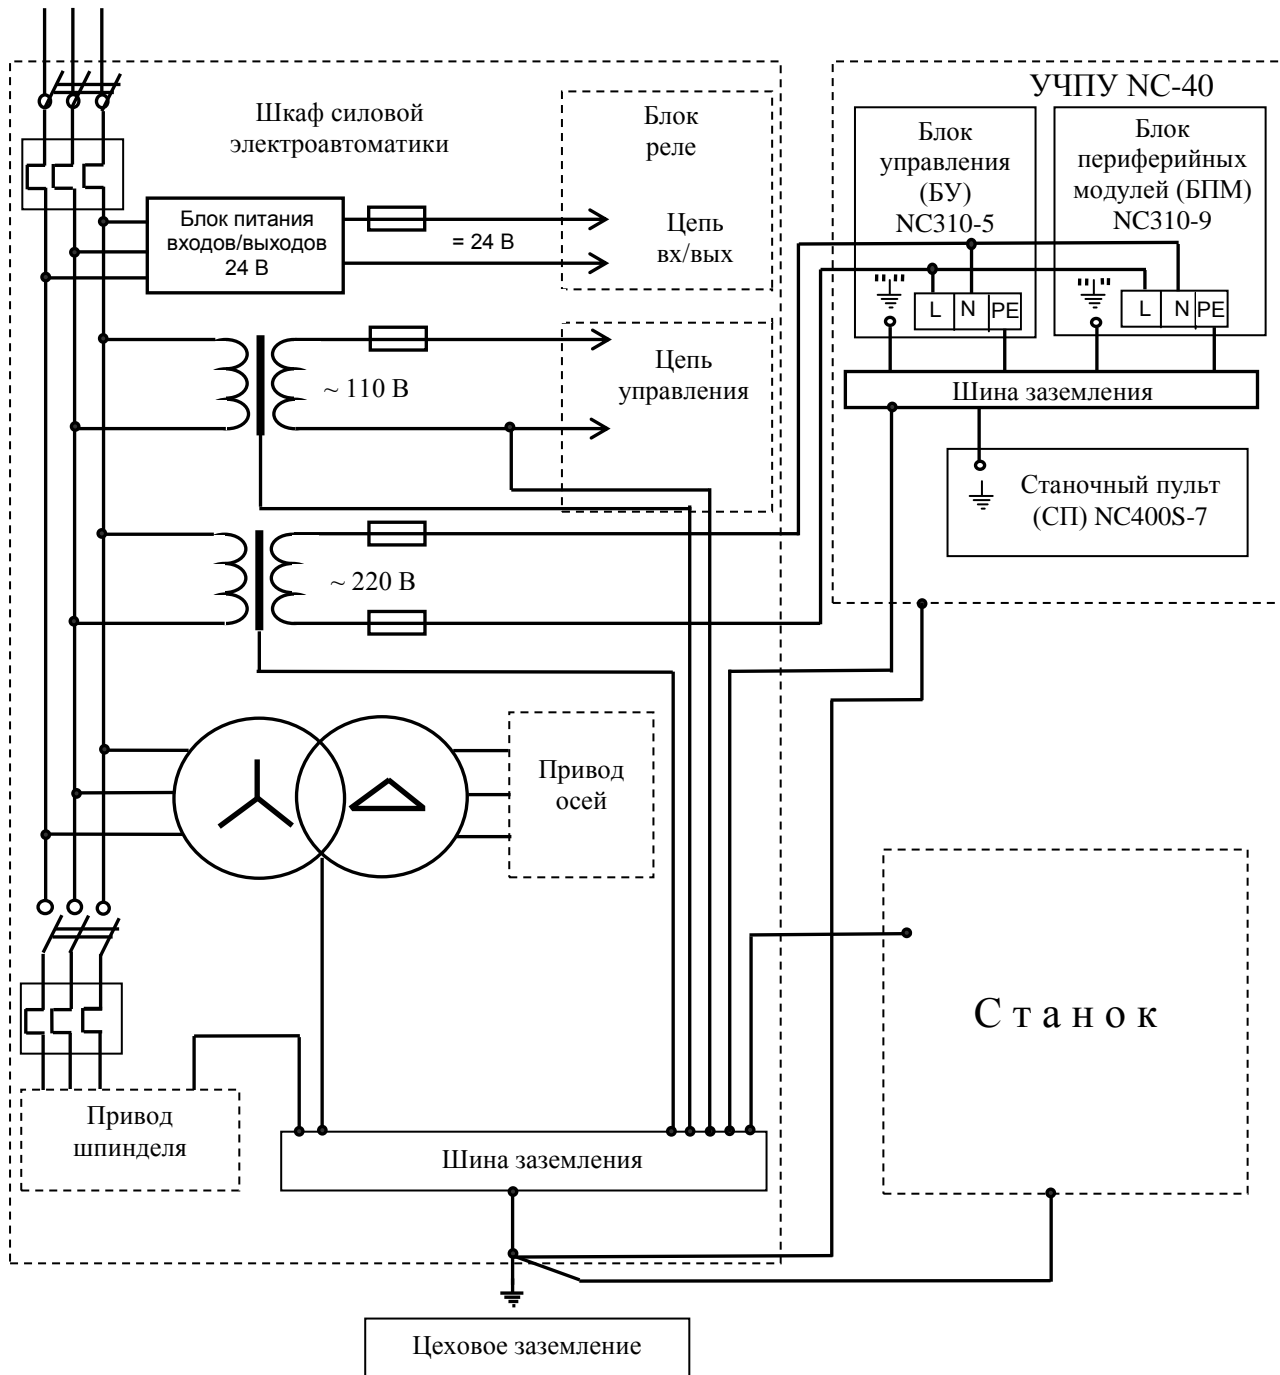 УЧПУ NC-40
Шкаф силовой
электроавтоматики
Блок
реле
Блок
управления
(БУ)
NC310-5
Блок
периферийных
модулей (БПМ)
NC310-9
Блок питания
входов/выходов
24 В
= 24 В
Цепь
вх/вых
L N PE
L N PE
~ 110 В
Цепь
управления
Шина заземления
Станочный пульт
(СП) NC400S-7
~ 220 В
Привод
осей
С т а н о к
Привод
шпинделя
Шина заземления
Цеховое заземление